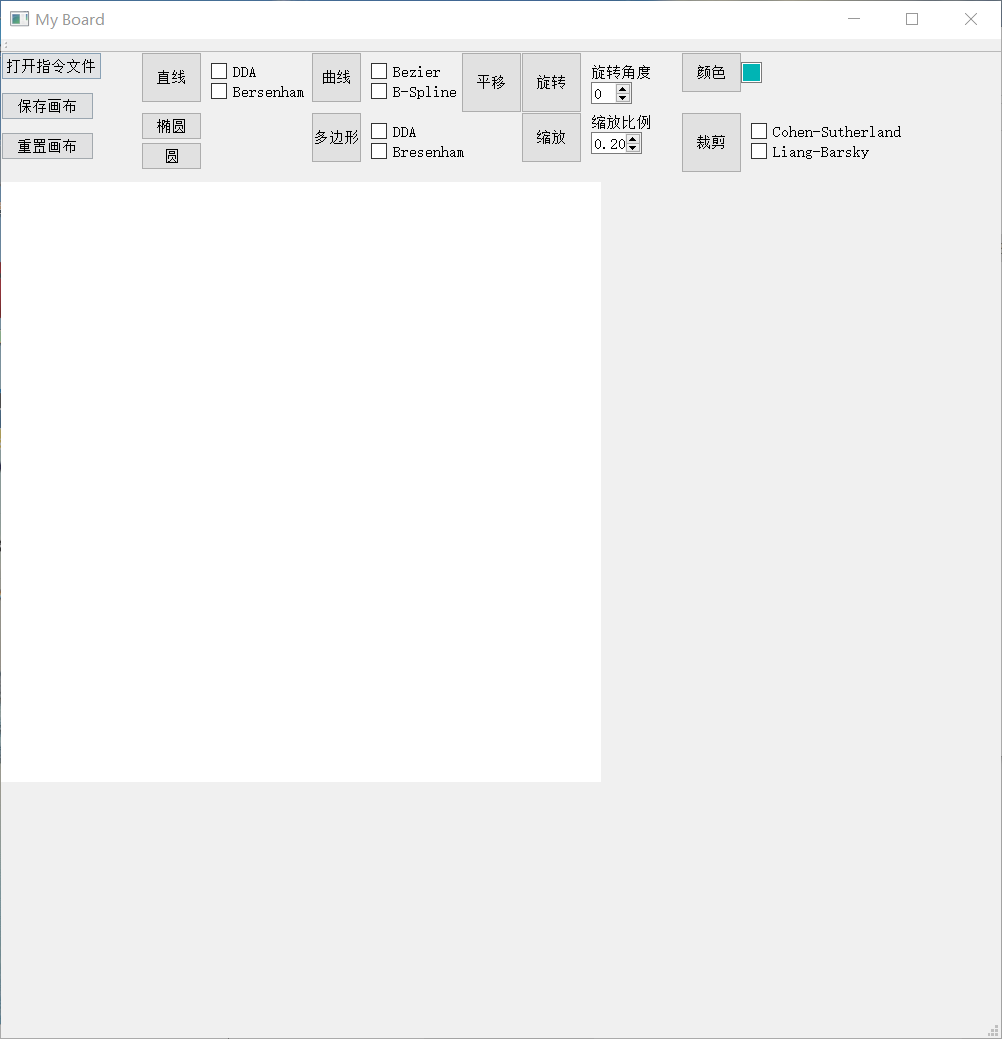 My Board
打开指令文件
保存画布
重置画布
直线
DDA
Bersenham
椭圆
圆
曲线
Bezier
B-Spline
多边形
DDA
Bresenham
平移
旋转
旋转角度
0
缩放
缩放比例
0.20
颜色
裁剪
Cohen-Sutherland
Liang-Barsky